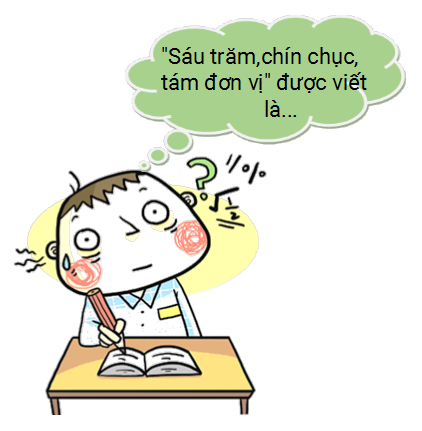 "Sáu trăm,chín chục,
tám đơn vị" được viết
là...
?